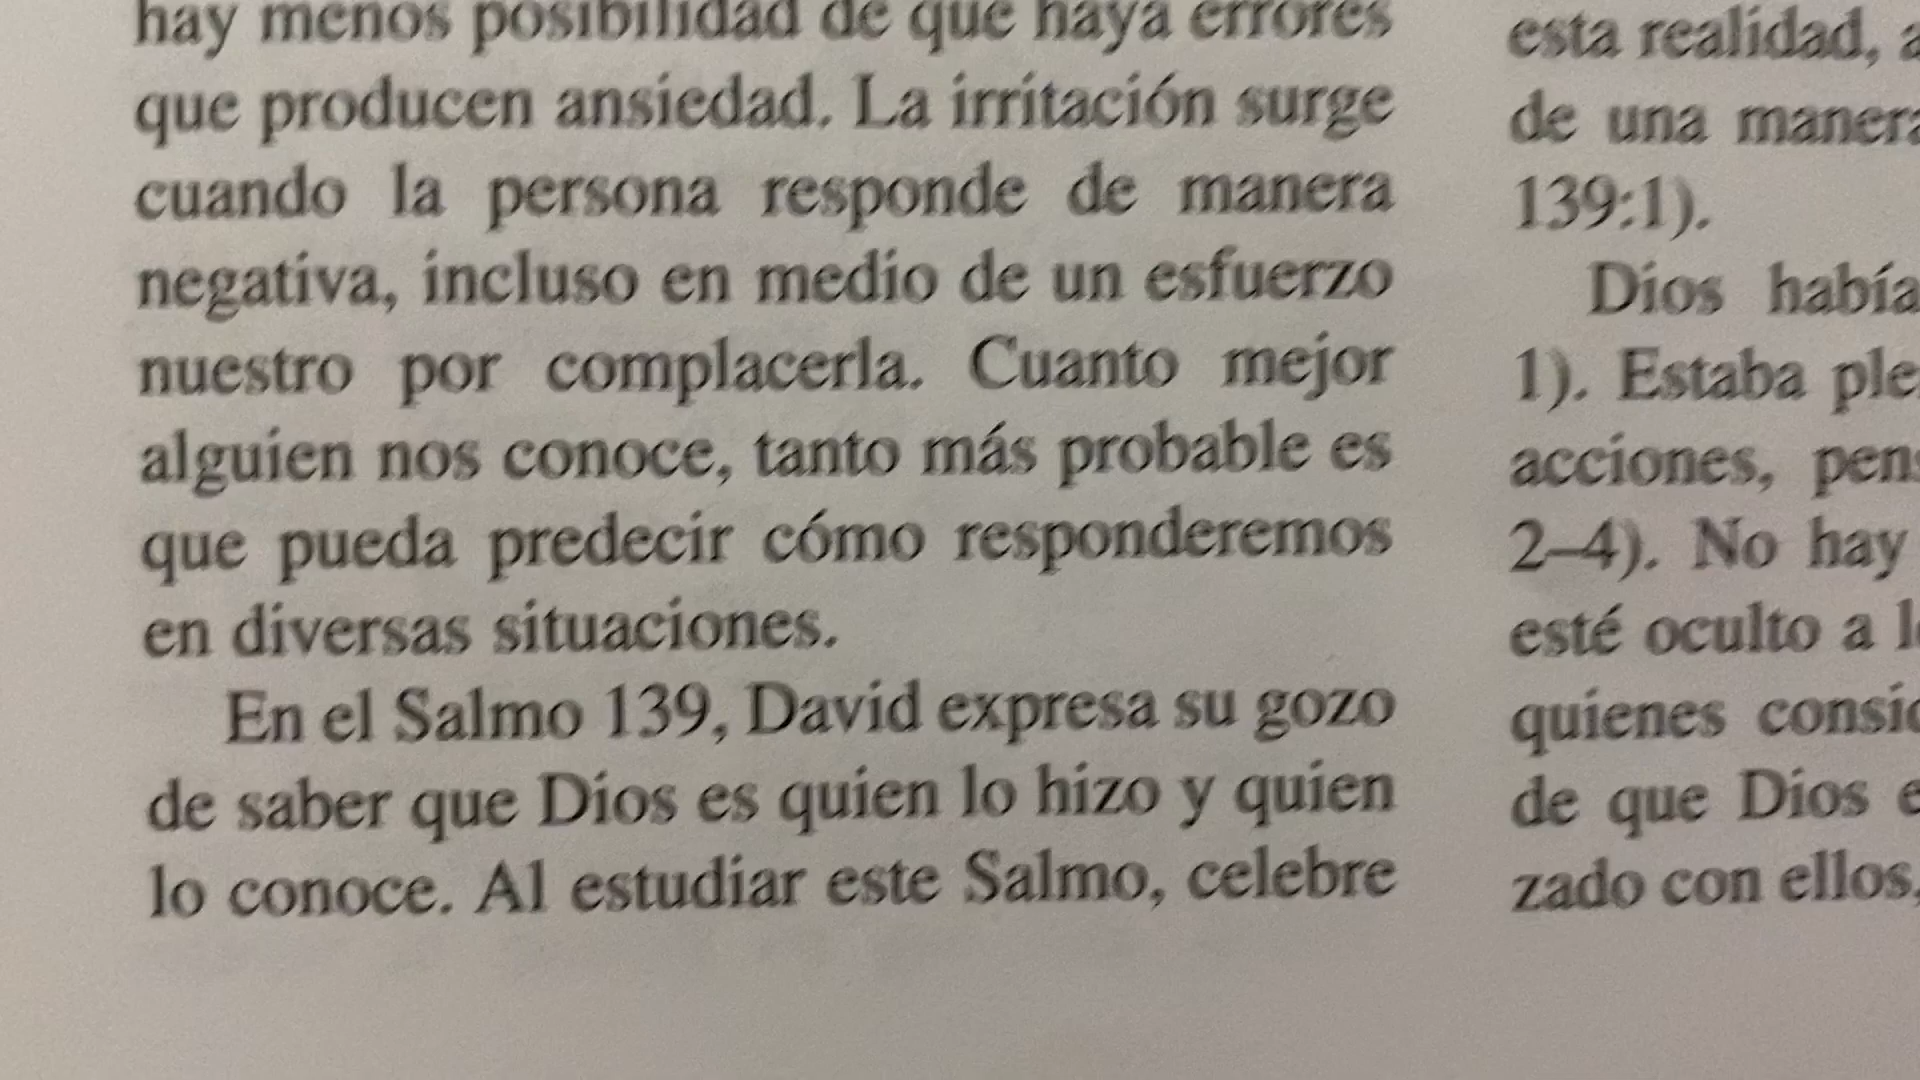 hay menos posibilidad de que haya errores
que producen ansiedad. La irritación surge
cuando la persona responde de manera
negativa, incluso en medio de un esfuerzo
nuestro por complacerla. Cuanto mejor
alguien nos conoce, tanto más probable es
que pueda predecir cómo responderemos
en diversas situaciones.
En el Salmo 139, David expresa su gozo
de saber que Dios es quien lo hizo y quien
lo conoce. Al estudiar este Salmo, celebre
esta realidad,
de una
139:1).
Dios había
1). Estaba
acciones,
2–4). No hay
esté oculto a
quienes
de que Dios
zado con ellos,